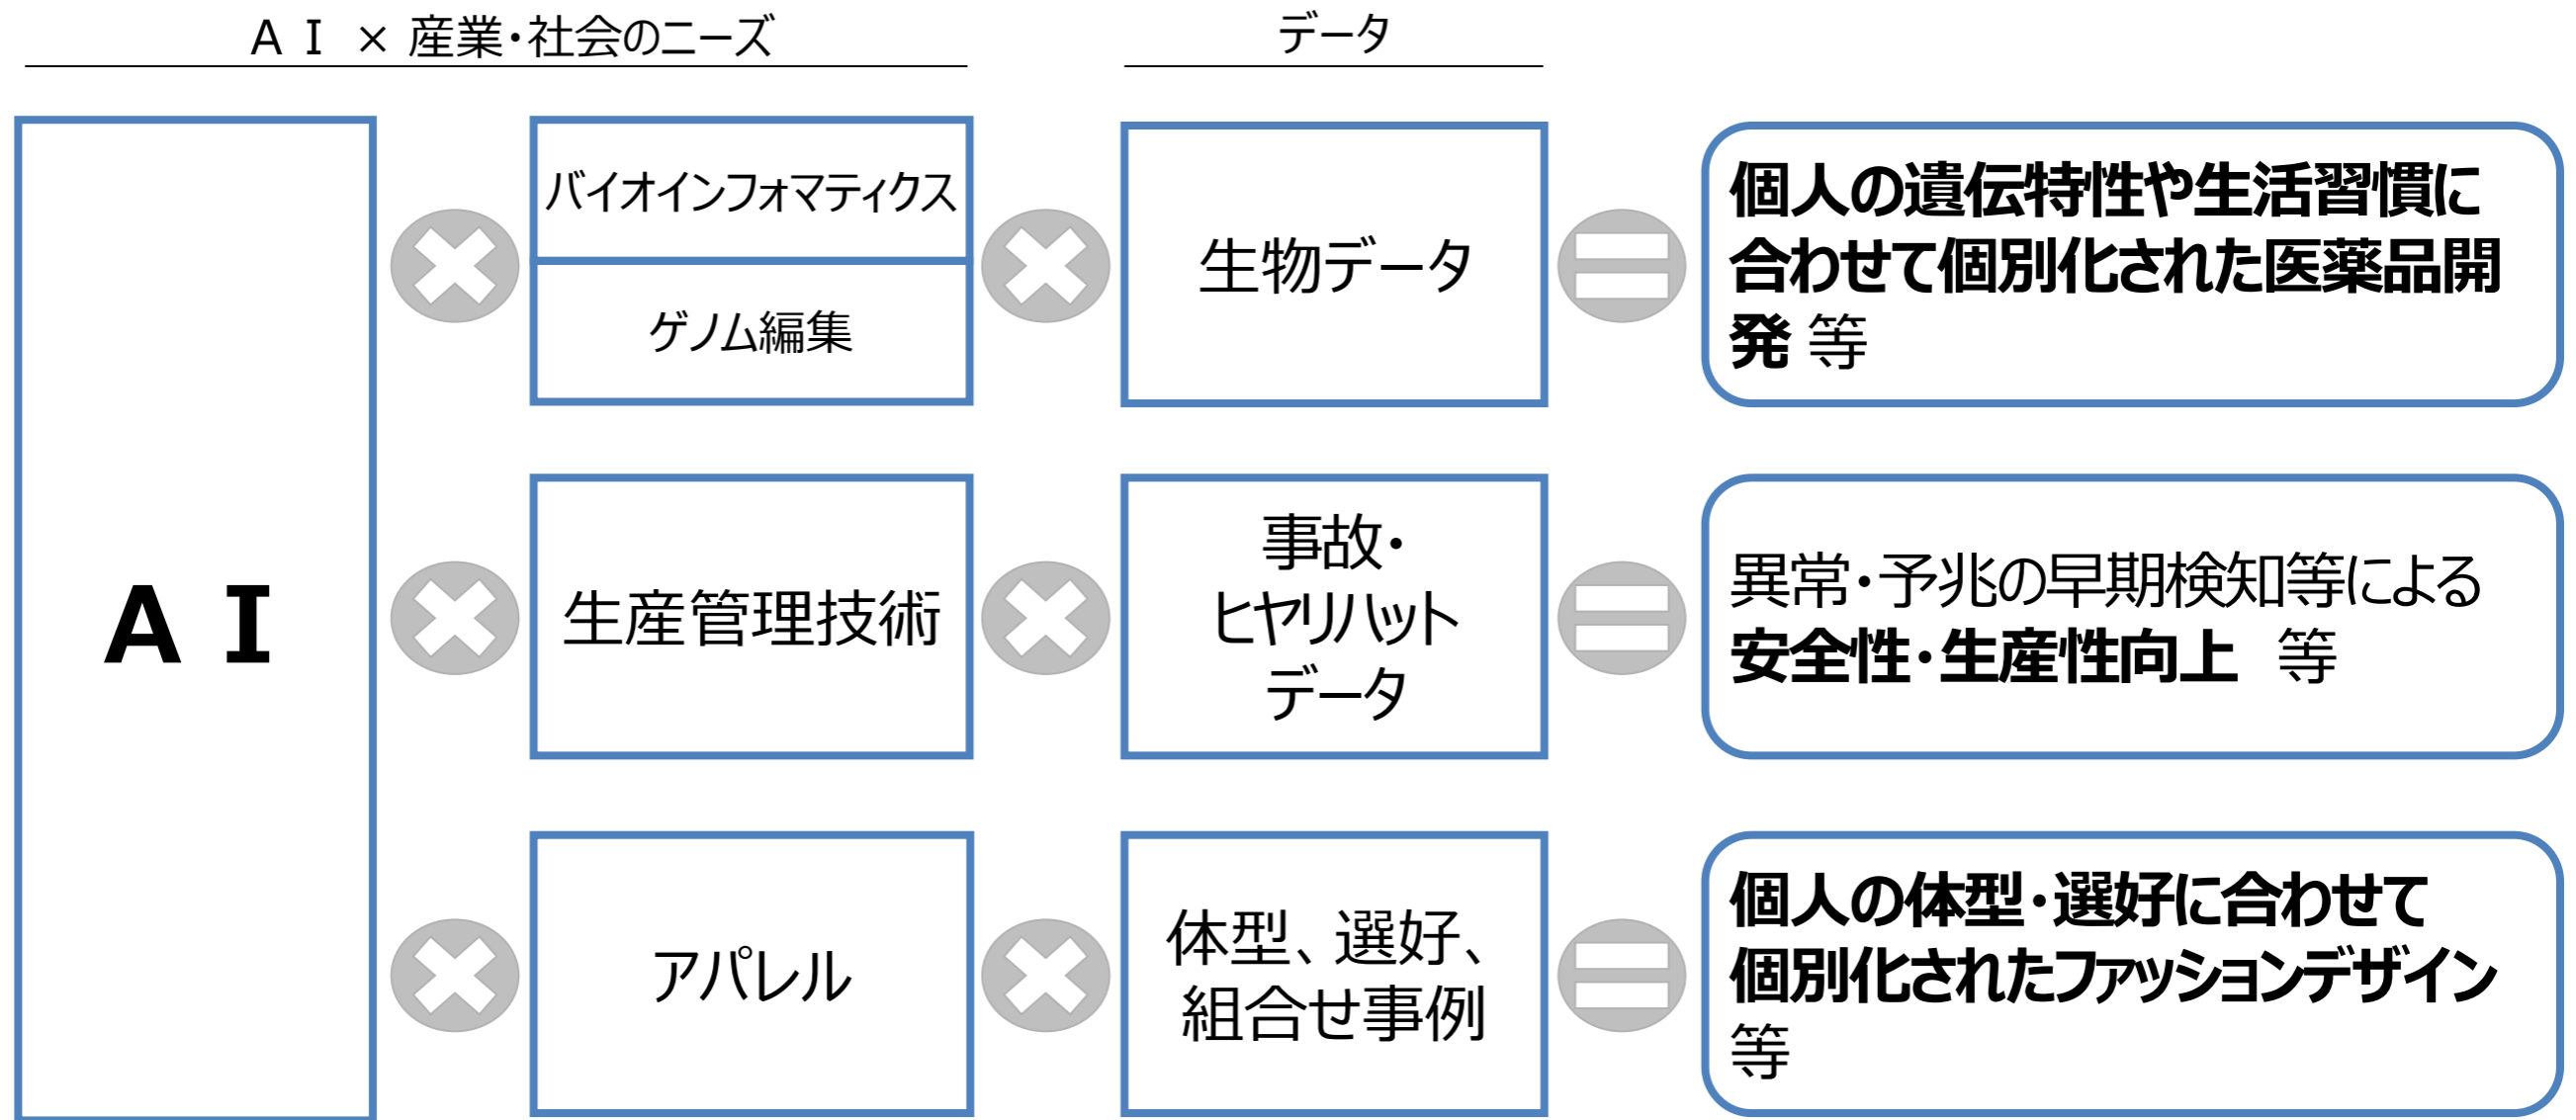 ＡＩ × 産業・社会のニーズ
データ
ＡＩ
バイオインフォマティクス
ゲノム編集
生物データ
個人の遺伝特性や生活習慣に
合わせて個別化された医薬品開
発 等
生産管理技術
事故・
ヒヤリハット
データ
異常・予兆の早期検知等による
安全性・生産性向上 等
アパレル
体型、選好、
組合せ事例
個人の体型・選好に合わせて
個別化されたファッションデザイン
等